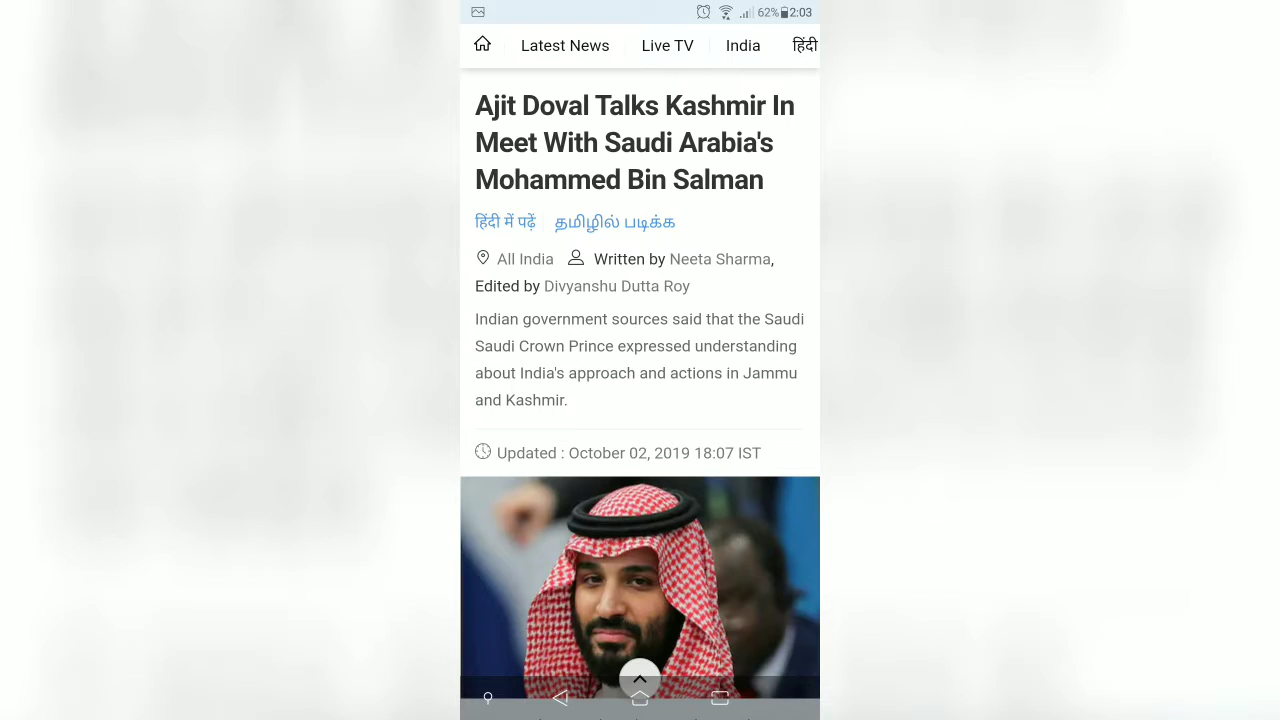 62% 2:03
Latest News Live TV India हिंदी
Ajit Doval Talks Kashmir In
Meet With Saudi Arabia's
Mohammed Bin Salman
हिंदी में पढ़ें தமிழில் படிக்க
All India Written by Neeta Sharma,
Edited by Divyanshu Dutta Roy
Indian government sources said that the Saudi
Saudi Crown Prince expressed understanding
about India's approach and actions in Jammu
and Kashmir.
Updated : October 02, 2019 18:07 IST